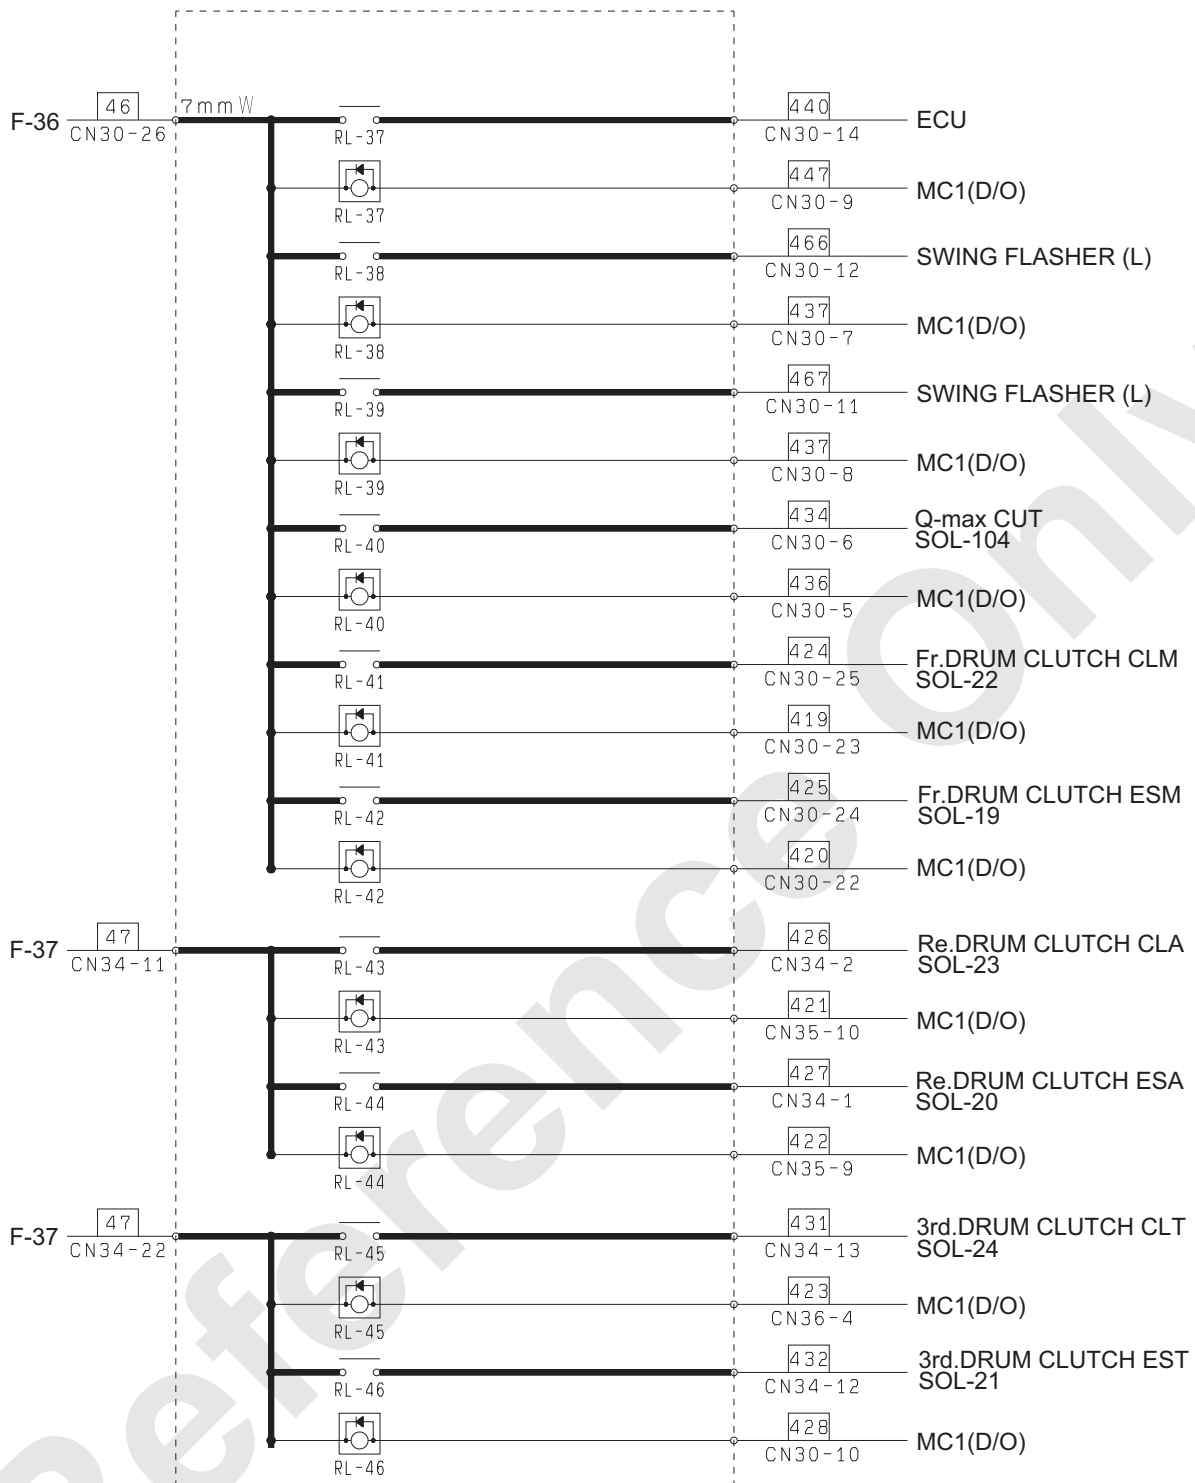 F-36 46 7mmW 440 ECU
CN30-26 RL-37 CN30-14
447 MC1(D/O)
RL-37 CN30-9
466 SWING FLASHER (L)
RL-38 CN30-12
437 MC1(D/O)
RL-38 CN30-7
467 SWING FLASHER (L)
RL-39 CN30-11
437 MC1(D/O)
RL-39 CN30-8
434 Q-max CUT
RL-40 CN30-6 SOL-104
436 MC1(D/O)
RL-40 CN30-5
424 Fr.DRUM CLUTCH CLM
RL-41 CN30-25 SOL-22
419 MC1(D/O)
RL-41 CN30-23
425 Fr.DRUM CLUTCH ESM
RL-42 CN30-24 SOL-19
420 MC1(D/O)
RL-42 CN30-22
F-37 47 426 Re.DRUM CLUTCH CLA
CN34-11 RL-43 CN34-2 SOL-23
421 MC1(D/O)
RL-43 CN35-10
427 Re.DRUM CLUTCH ESA
RL-44 CN34-1 SOL-20
422 MC1(D/O)
RL-44 CN35-9
F-37 47 431 3rd.DRUM CLUTCH CLT
CN34-22 RL-45 CN34-13 SOL-24
423 MC1(D/O)
RL-45 CN36-4
432 3rd.DRUM CLUTCH EST
RL-46 CN34-12 SOL-21
428 MC1(D/O)
RL-46 CN30-10
Reference Only